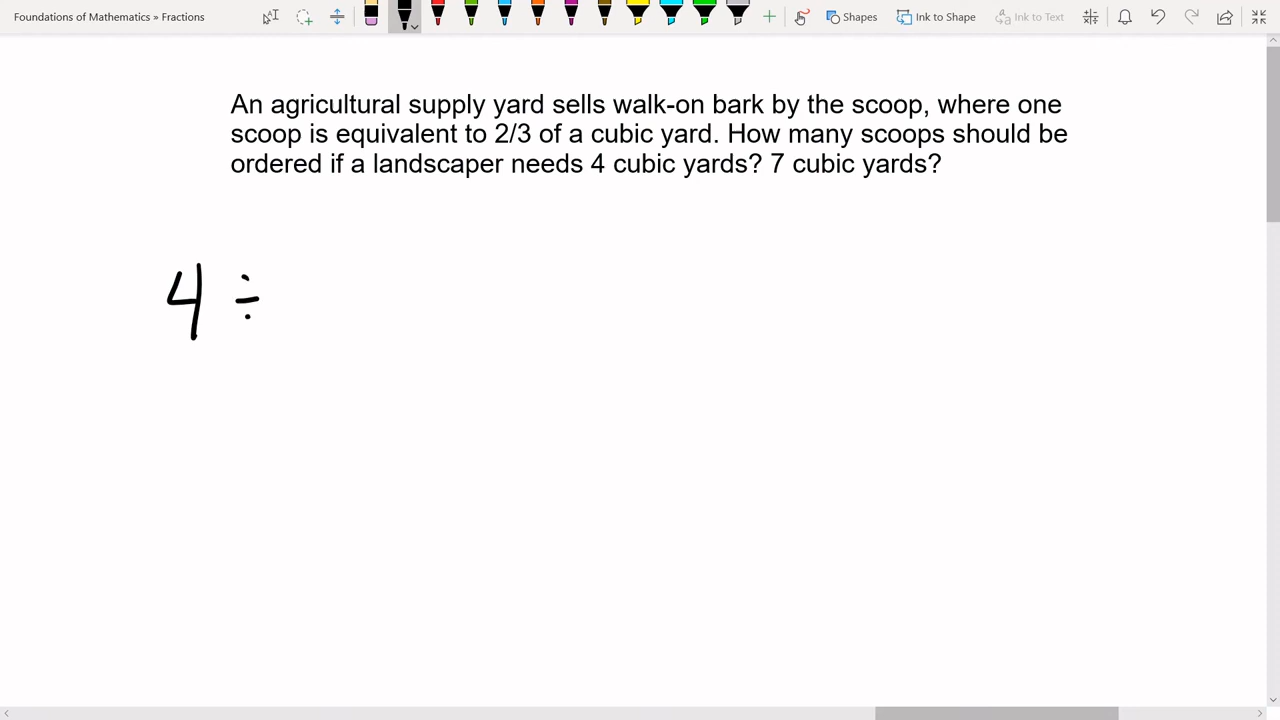 Foundations of Mathematics » Fractions
Shapes
Ink to Shape
Ink to Text
An agricultural supply yard sells walk-on bark by the scoop, where one
scoop is equivalent to 2/3 of a cubic yard. How many scoops should be
ordered if a landscaper needs 4 cubic yards? 7 cubic yards?
4 ÷